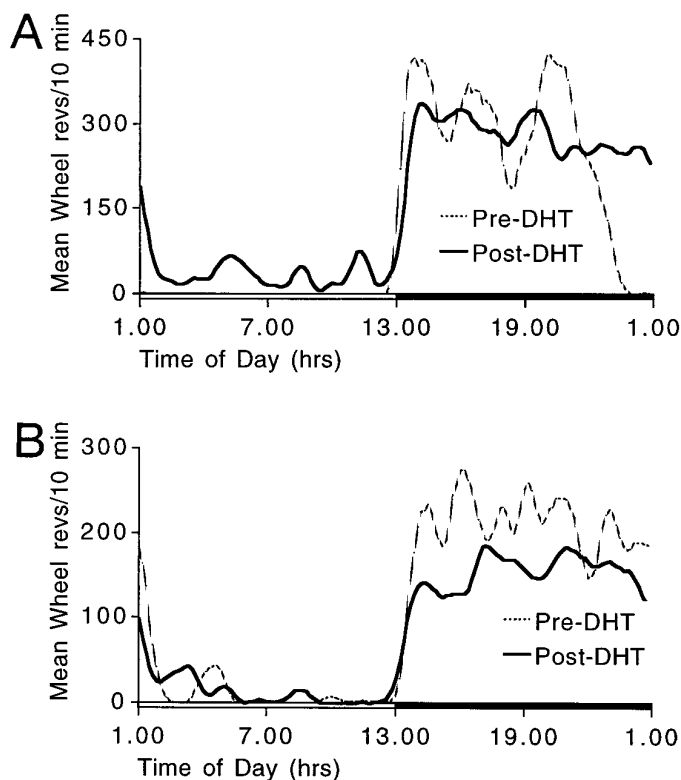 A
Mean Wheel revs/10 min
450
300
150
0
Pre-DHT
Post-DHT
1.00 7.00 13.00 19.00 1.00
Time of Day (hrs)
B
Mean Wheel revs/10 min
300
200
100
0
Pre-DHT
Post-DHT
1.00 7.00 13.00 19.00 1.00
Time of Day (hrs)